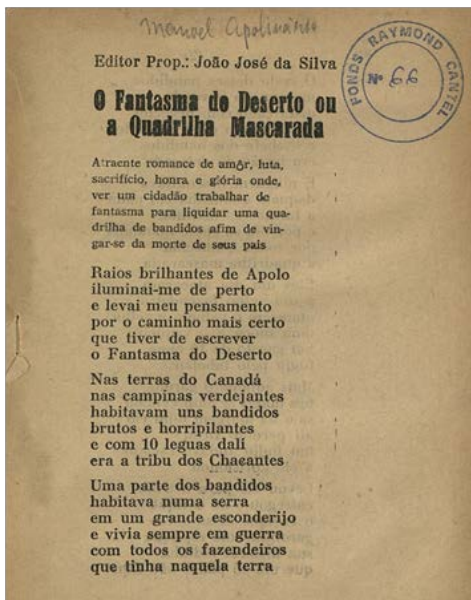 Manoel Apolinário
Editor Prop.: João José da Silva
FONDS RAYMOND CANTEL
Nº 66
O Fantasma do Deserto ou
a Quadrilha Mascarada
Atraente romance de amôr, luta,
sacrifício, honra e glória onde,
ver um cidadão trabalhar de
fantasma para liquidar uma qua-
drilha de bandidos afim de vin-
gar-se da morte de seus pais
Raios brilhantes de Apolo
iluminai-me de perto
e levai meu pensamento
por o caminho mais certo
que tiver de escrever
o Fantasma do Deserto
Nas terras do Canadá
nas campinas verdejantes
habitavam uns bandidos
brutos e horripilantes
e com 10 leguas dalí
era a tribu dos Chacantes
Uma parte dos bandidos
habitava numa serra
em um grande esconderijo
e vivia sempre em guerra
com todos os fazendeiros
que tinha naquela terra